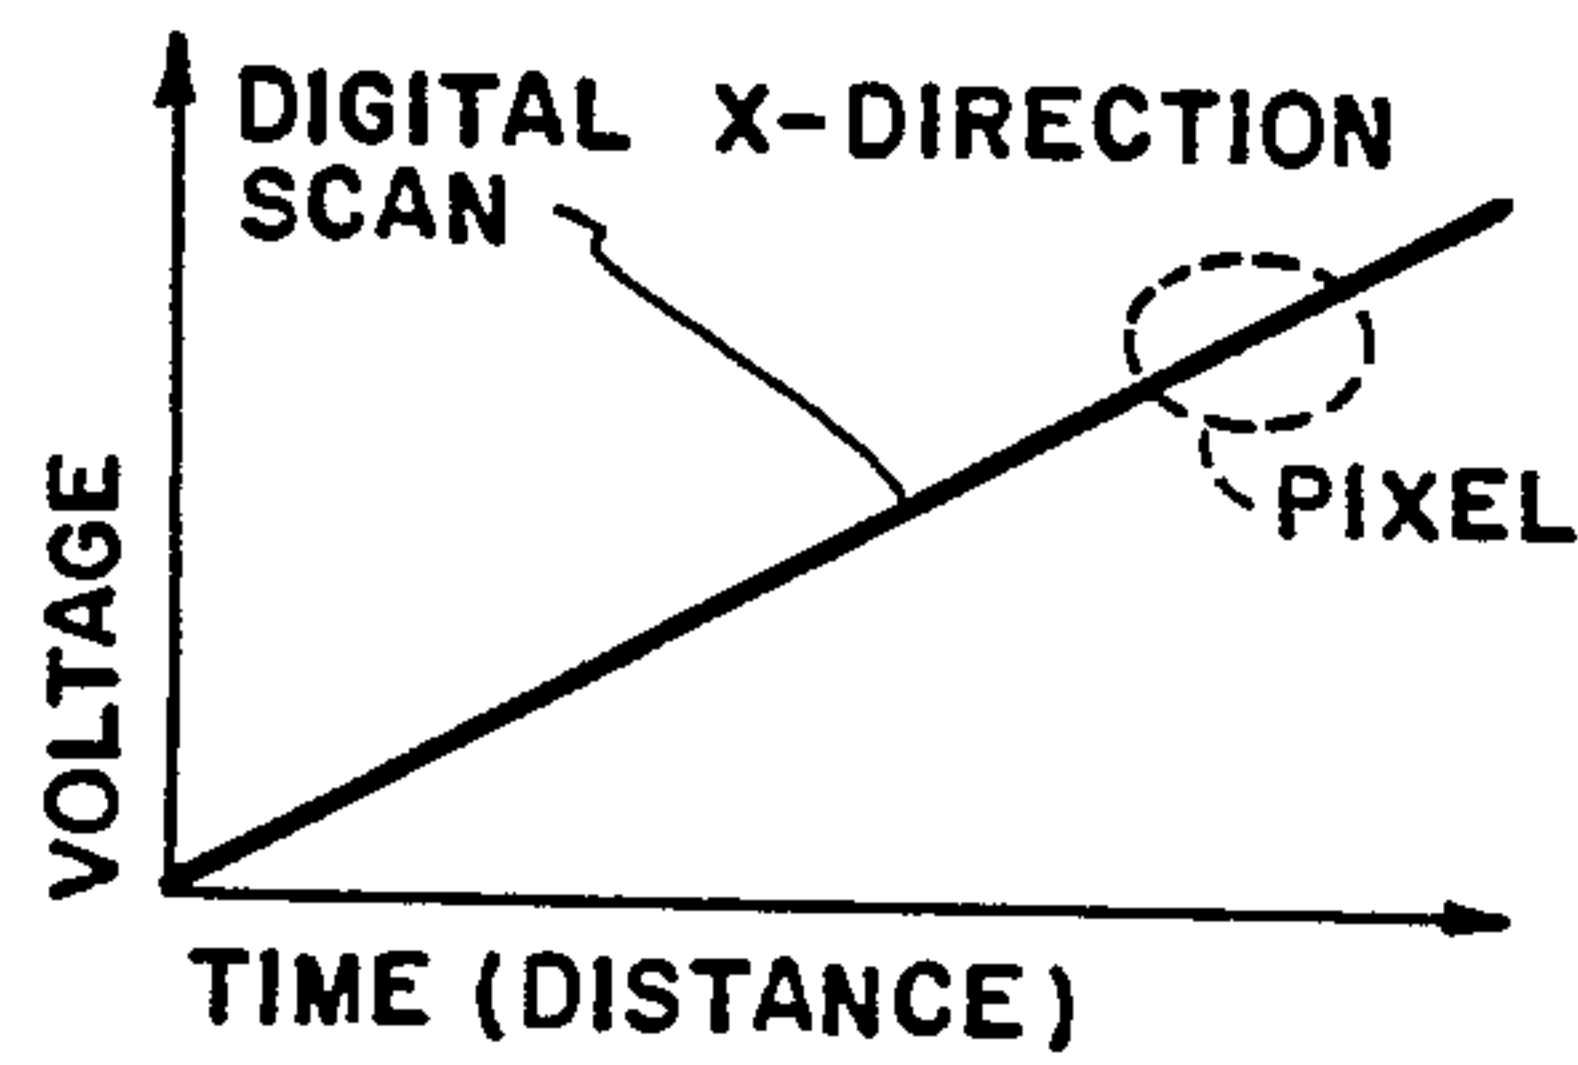 DIGITAL X-DIRECTION
SCAN
PIXEL
VOLTAGE
TIME (DISTANCE)